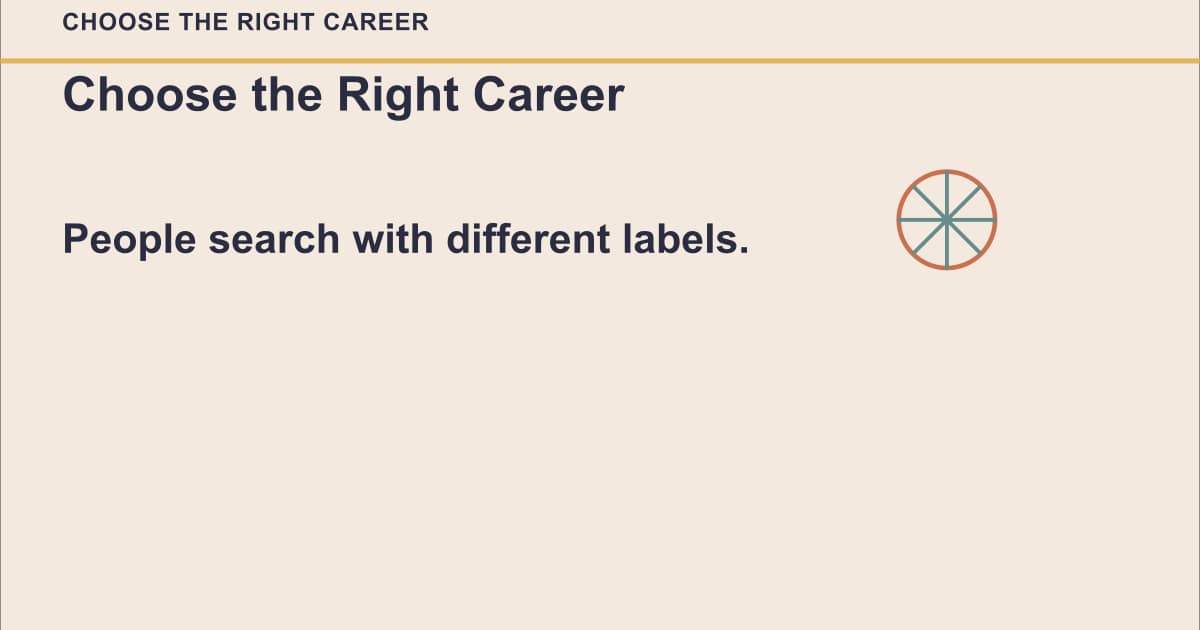 CHOOSE THE RIGHT CAREER
Choose the Right Career
People search with different labels.